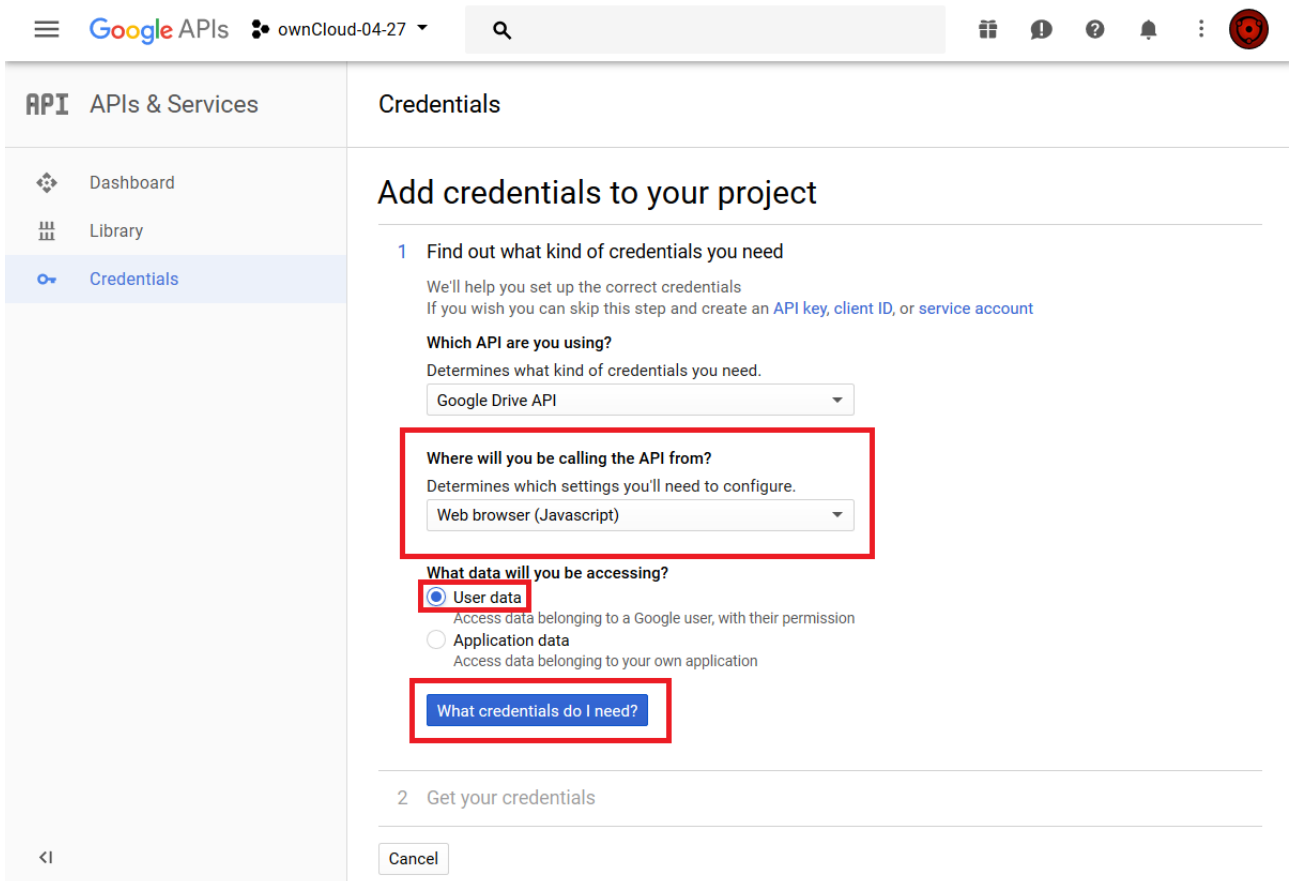 Google APIs ownCloud-04-27
API APIs & Services
Credentials
Dashboard
Library
Credentials
Add credentials to your project
1 Find out what kind of credentials you need
We'll help you set up the correct credentials
If you wish you can skip this step and create an API key, client ID, or service account
Which API are you using?
Determines what kind of credentials you need.
Google Drive API
Where will you be calling the API from?
Determines which settings you'll need to configure.
Web browser (Javascript)
What data will you be accessing?
User data
Access data belonging to a Google user, with their permission
Application data
Access data belonging to your own application
What credentials do I need?
2 Get your credentials
Cancel